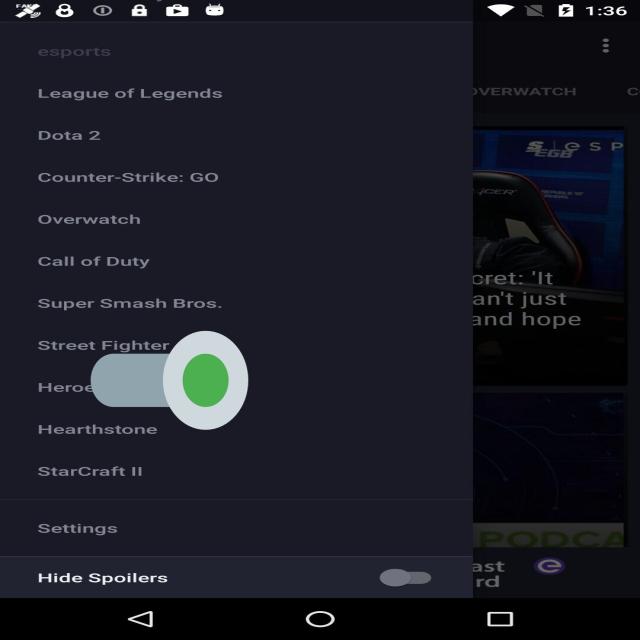 FAKE
1:36
esports
League of Legends
Dota 2
Counter-Strike: GO
Overwatch
Call of Duty
Super Smash Bros.
Street Fighter
Heroe
Hearthstone
StarCraft II
Settings
Hide Spoilers
OVERWATCH
C
EGB
ESP
cret: 'It
an't just
and hope
PODCA
ast
rd